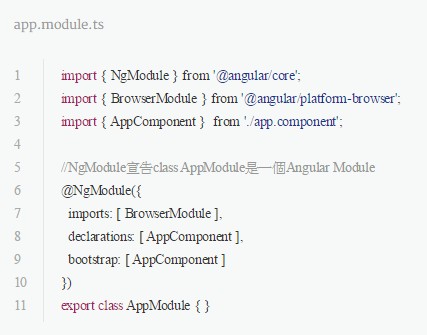 app.module.ts
1 import { NgModule } from '@angular/core';
2 import { BrowserModule } from '@angular/platform-browser';
3 import { AppComponent }  from './app.component';
4
5 //NgModule宣告class AppModule是一個Angular Module
6 @NgModule({
7 imports: [ BrowserModule ],
8 declarations: [ AppComponent ],
9 bootstrap: [ AppComponent ]
10 })
11 export class AppModule { }